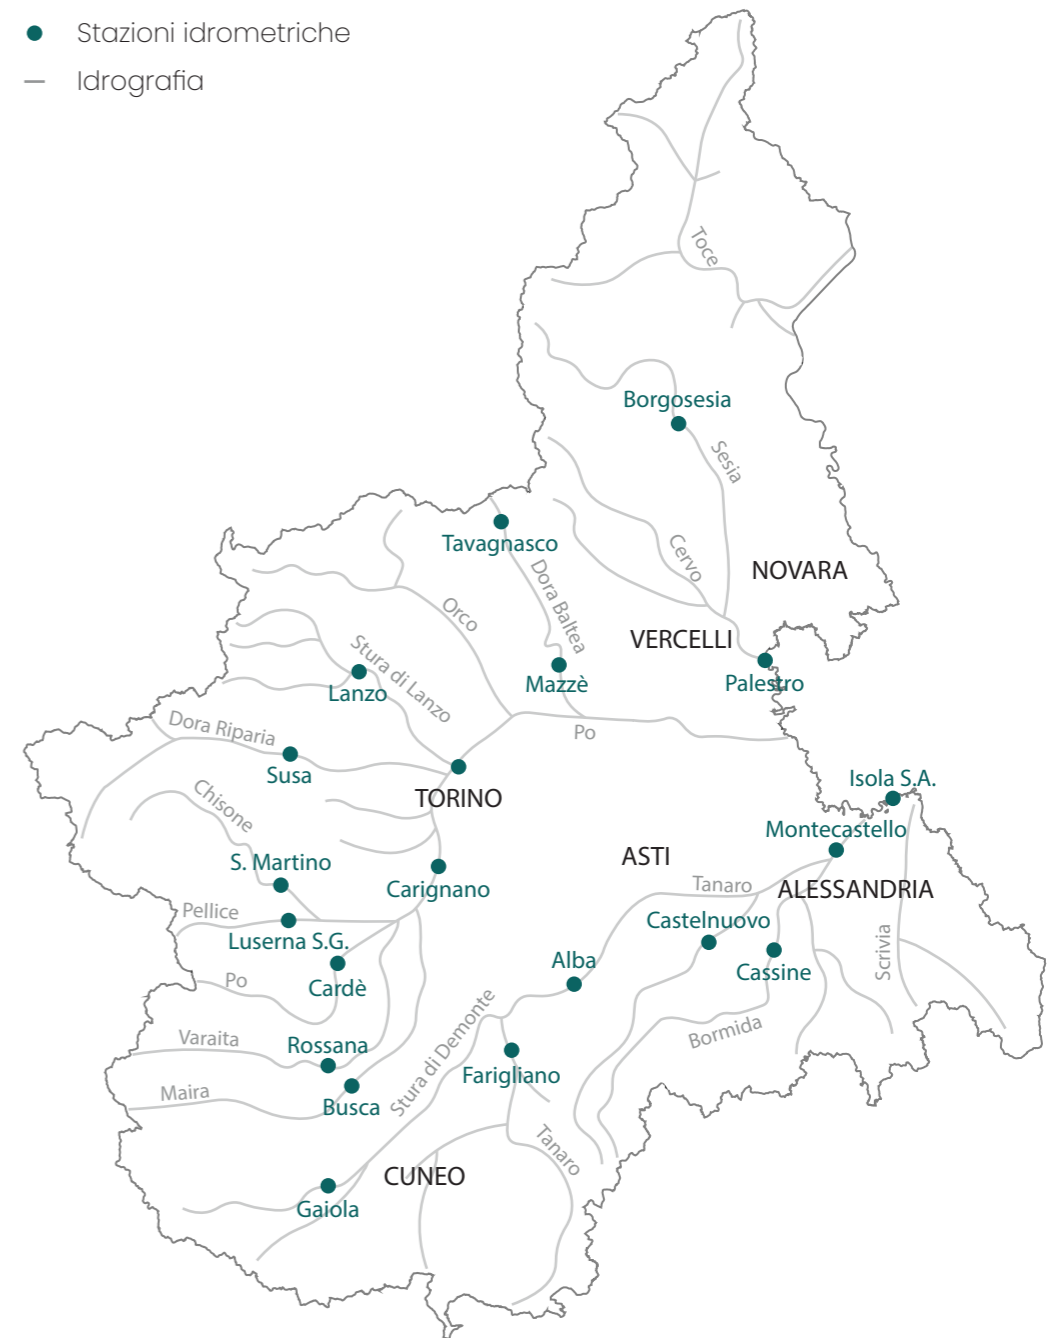 Stazioni idrometriche
Idrografia
Toce
Borgosesia
Sesia
Tavagnasco
Cervo
NOVARA
Dora Baltea
Orco
VERCELLI
Stura di Lanzo
Lanzo
Mazzè
Palestro
Dora Riparia
Po
Susa
TORINO
Isola S.A.
Chisone
Montecastello
ASTI
S. Martino
Carignano
Tanaro
ALESSANDRIA
Pellice
Castelnuovo
Luserna S.G.
Alba
Cassine
Scrivia
Po
Cardè
Varaita
Rossana
Stura di Demonte
Bormida
Farigliano
Maira
Busca
Tanaro
CUNEO
Gaiola